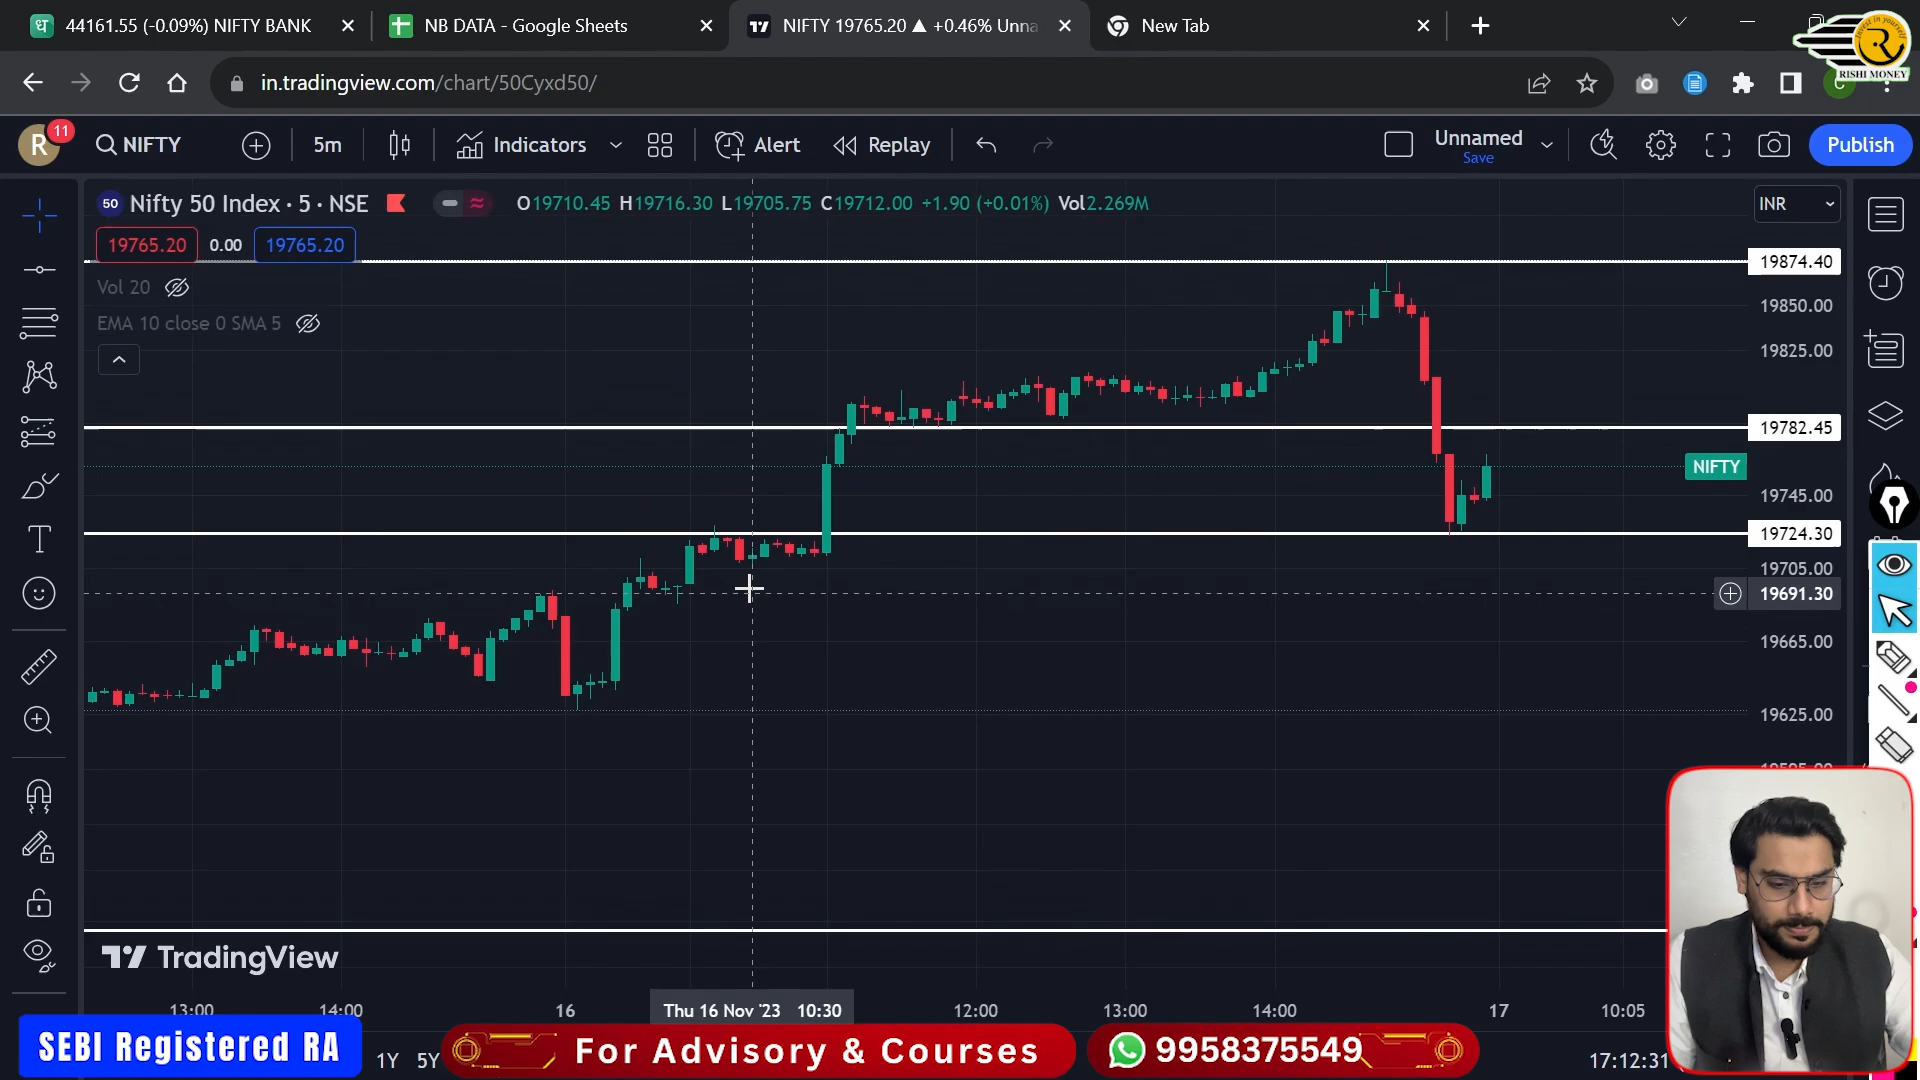 44161.55 (-0.09%) NIFTY BANK
NB DATA - Google Sheets
NIFTY 19765.20 ▲ +0.46% Unna
New Tab
RISHI MONEY
in.tradingview.com/chart/50Cyxd50/
R
11
NIFTY
5m
Indicators
Alert
Replay
Unnamed
Save
Publish
50
Nifty 50 Index · 5 · NSE
O19710.45 H19716.30 L19705.75 C19712.00 +1.90 (+0.01%) Vol2.269M
INR
19765.20
0.00
19765.20
Vol 20
EMA 10 close 0 SMA 5
19874.40
19850.00
19825.00
19782.45
NIFTY
19745.00
19724.30
19705.00
19691.30
19665.00
19625.00
TradingView
13:00
14:00
16
Thu 16 Nov '23 10:30
12:00
13:00
14:00
17
10:05
SEBI Registered RA
1Y
5Y
For Advisory & Courses
9958375549
17:12:31